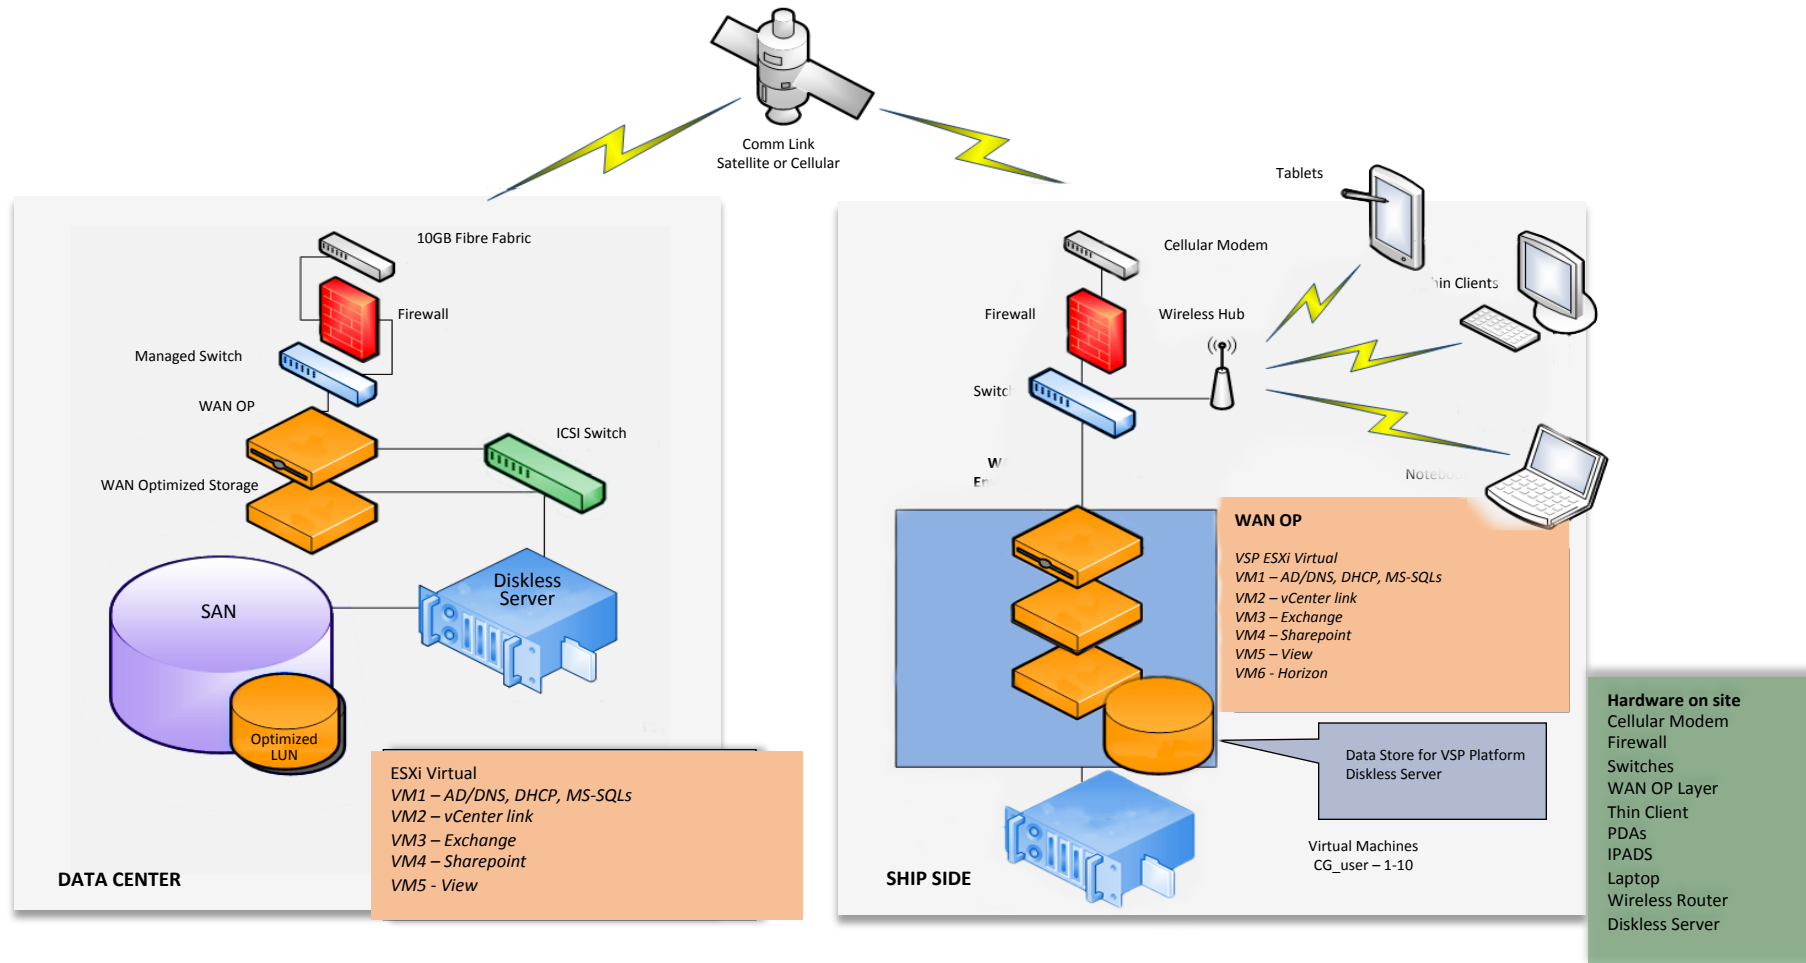 Comm Link
Satellite or Cellular
10GB Fibre Fabric
Firewall
Managed Switch
WAN OP
ICSI Switch
WAN Optimized Storage
Diskless
Server
SAN
Optimized
LUN
ESXi Virtual
VM1 – AD/DNS, DHCP, MS-SQLs
VM2 – vCenter link
VM3 – Exchange
VM4 – Sharepoint
VM5 - View
DATA CENTER
Tablets
Cellular Modem
Clients
Firewall
Wireless Hub
WAN OP
VSP ESXi Virtual
VM1 – AD/DNS, DHCP, MS-SQLs
VM2 – vCenter link
VM3 – Exchange
VM4 – Sharepoint
VM5 – View
VM6 - Horizon
Data Store for VSP Platform
Diskless Server
Virtual Machines
CG_user – 1-10
SHIP SIDE
Hardware on site
Cellular Modem
Firewall
Switches
WAN OP Layer
Thin Client
PDAs
IPADS
Laptop
Wireless Router
Diskless Server